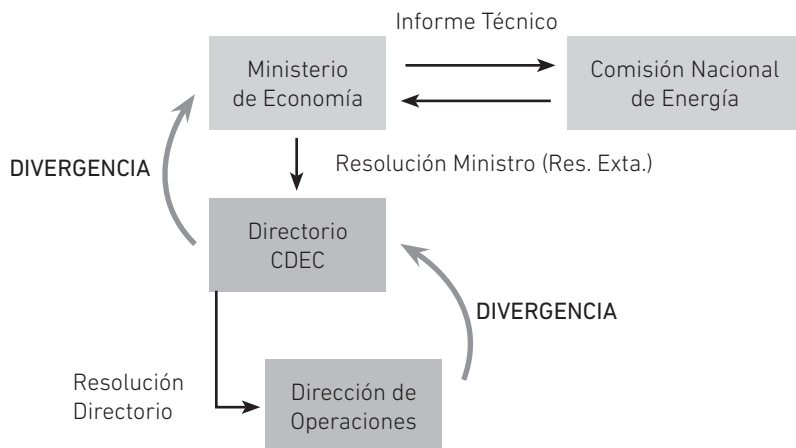 Informe Técnico
Ministerio
de Economía
Comisión Nacional
de Energía
DIVERGENCIA
Resolución Ministro (Res. Exta.)
Directorio
CDEC
DIVERGENCIA
Resolución
Directorio
Dirección de
Operaciones